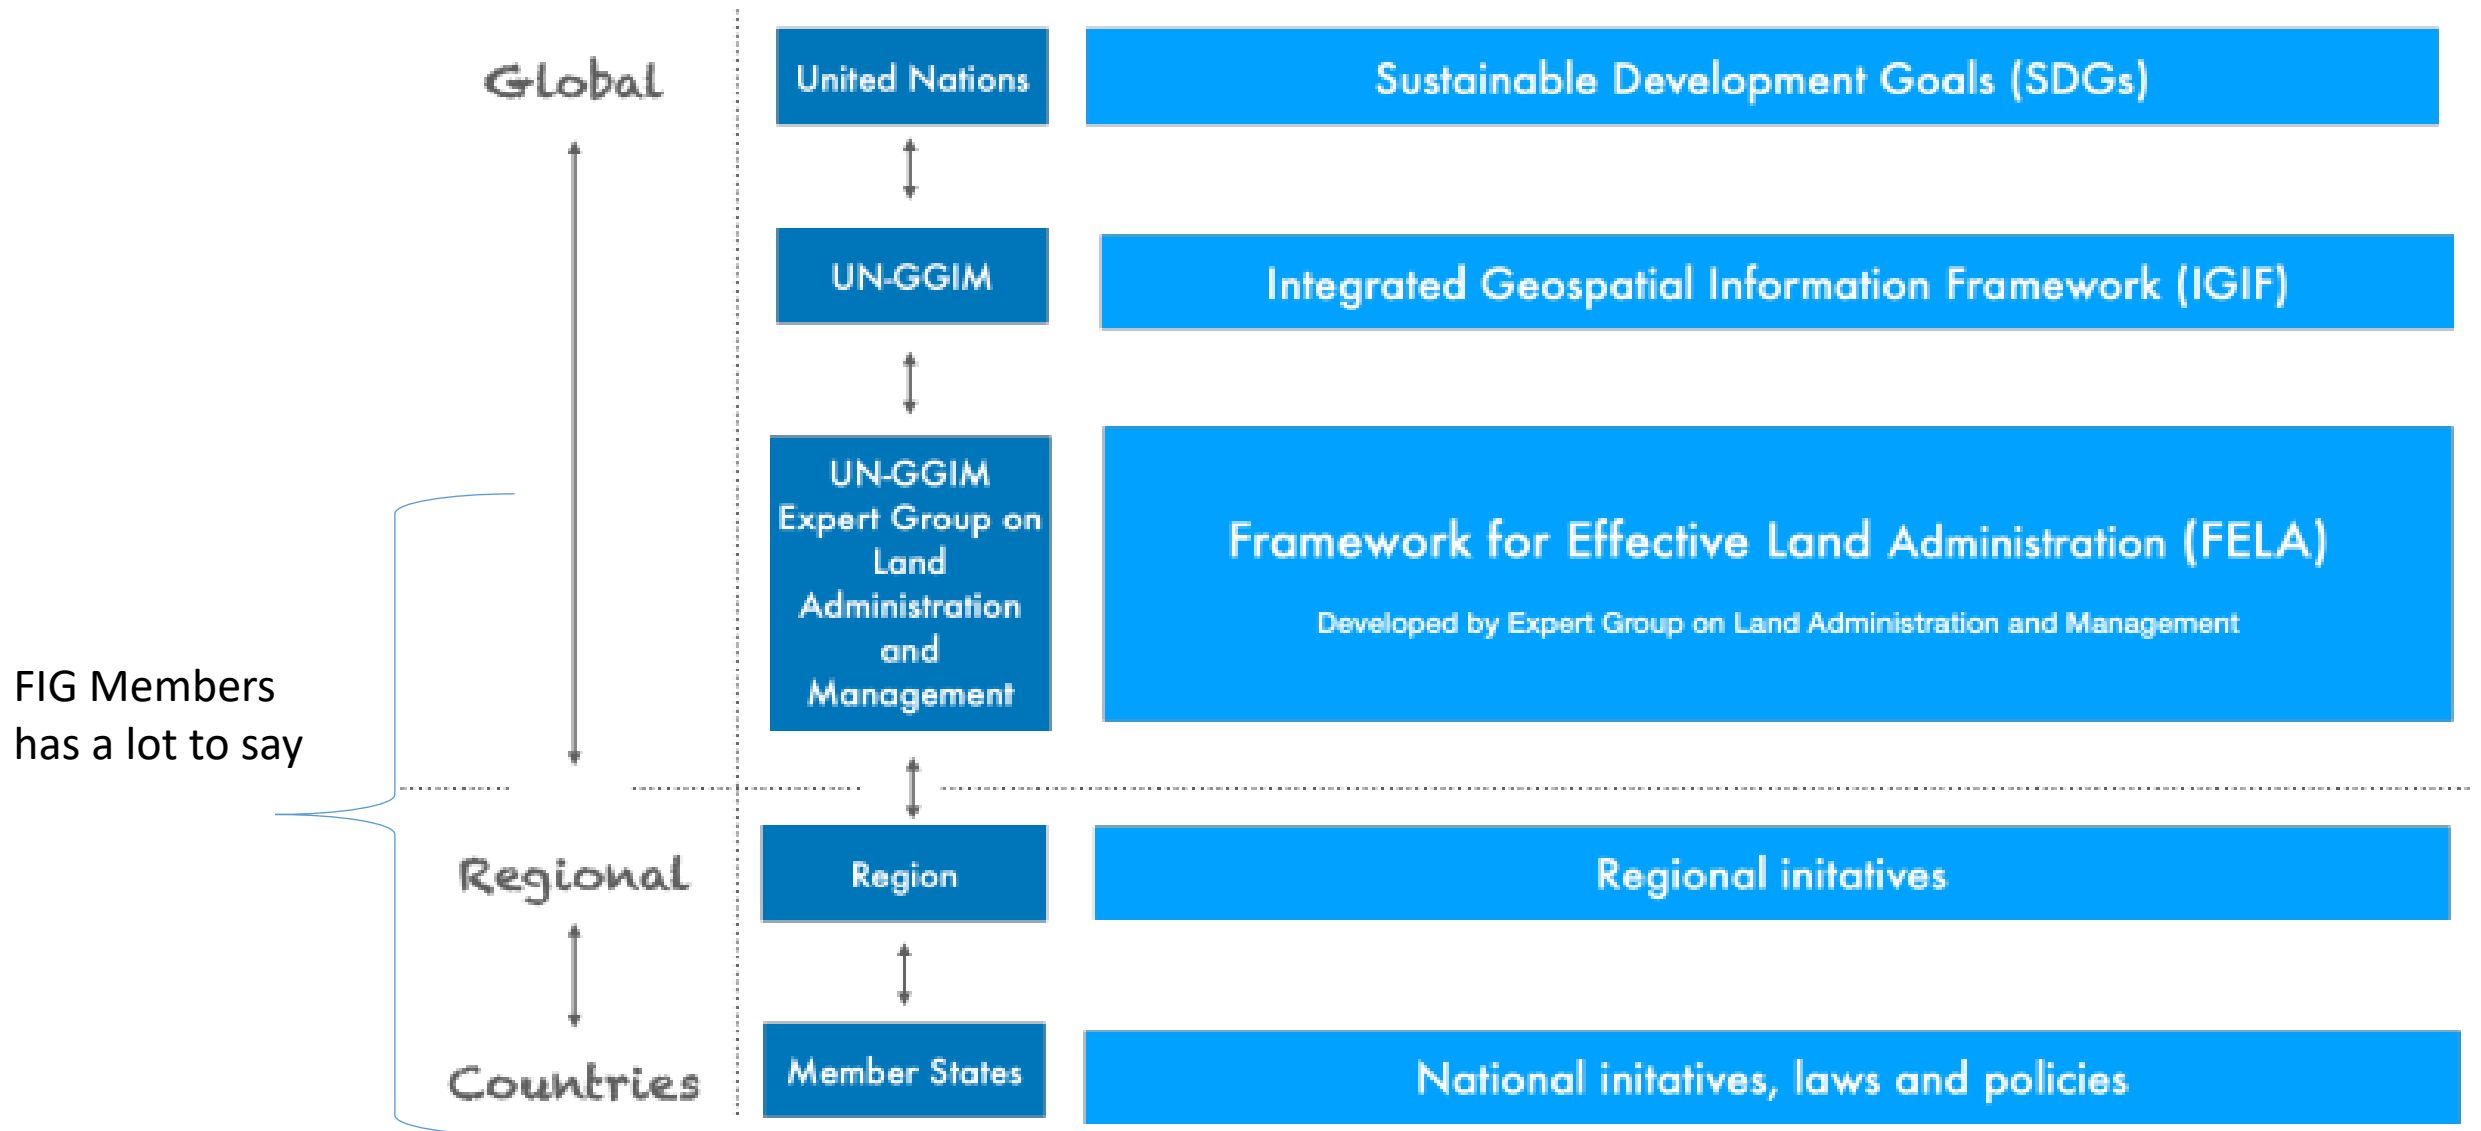 Global
United Nations
Sustainable Development Goals (SDGs)
UN-GGIM
Integrated Geospatial Information Framework (IGIF)
UN-GGIM
Expert Group on
Land
Administration
and
Management
Framework for Effective Land Administration (FELA)
Developed by Expert Group on Land Administration and Management
FIG Members
has a lot to say
Regional
Region
Regional initatives
Countries
Member States
National initatives, laws and policies